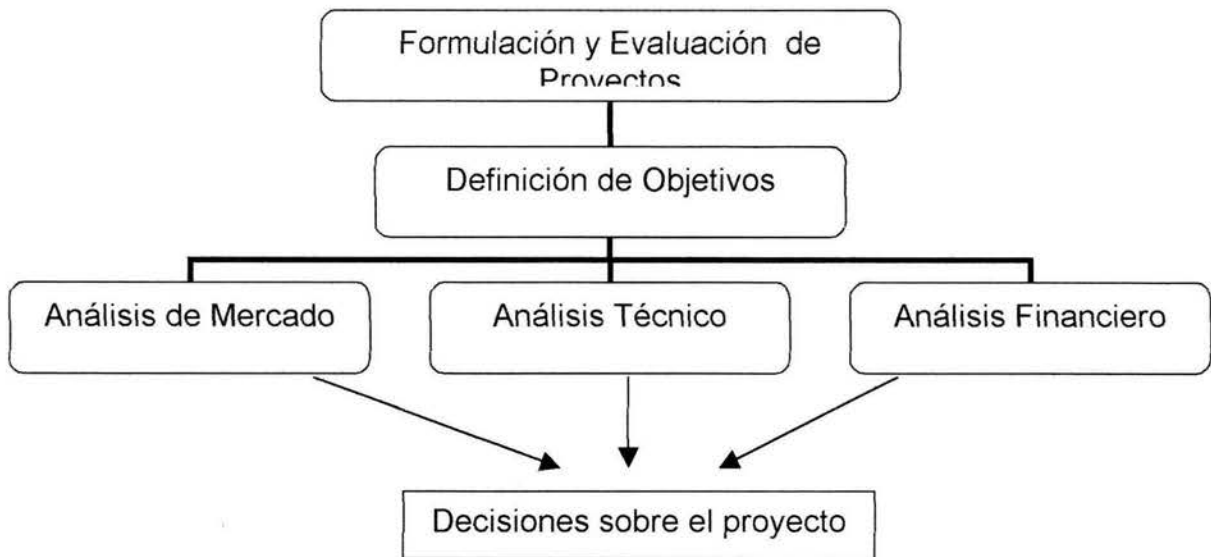 Formulación y Evaluación de
Proyectos
Definición de Objetivos
Análisis de Mercado
Análisis Técnico
Análisis Financiero
Decisiones sobre el proyecto